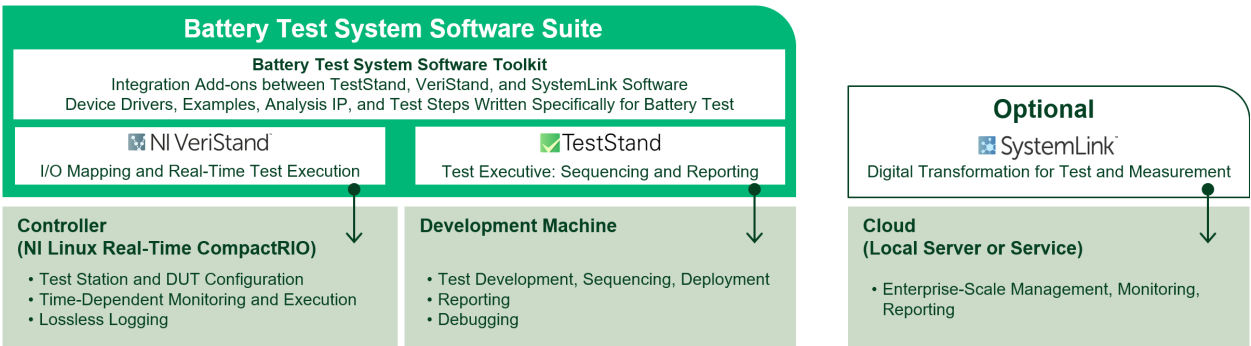 Battery Test System Software Suite
Battery Test System Software Toolkit
Integration Add-ons between TestStand, VeriStand, and SystemLink Software
Device Drivers, Examples, Analysis IP, and Test Steps Written Specifically for Battery Test
NI VeriStand™
I/O Mapping and Real-Time Test Execution
TestStand
Test Executive: Sequencing and Reporting
Optional
SystemLink™
Digital Transformation for Test and Measurement
Controller
(NI Linux Real-Time CompactRIO)
• Test Station and DUT Configuration
• Time-Dependent Monitoring and Execution
• Lossless Logging
Development Machine
• Test Development, Sequencing, Deployment
• Reporting
• Debugging
Cloud
(Local Server or Service)
• Enterprise-Scale Management, Monitoring,
Reporting